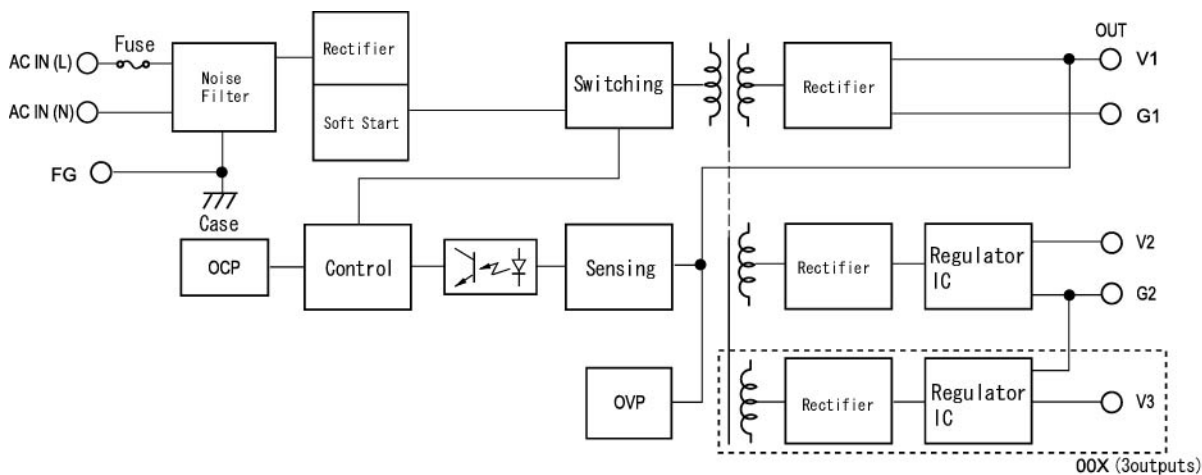 OUT
AC IN (L)
Fuse
Noise
Filter
Rectifier
Soft Start
Switching
Rectifier
V1
AC IN (N)
G1
FG
Case
OCP
Control
Sensing
Rectifier
Regulator
IC
V2
G2
OVP
Rectifier
Regulator
IC
V3
OOX (3outputs)